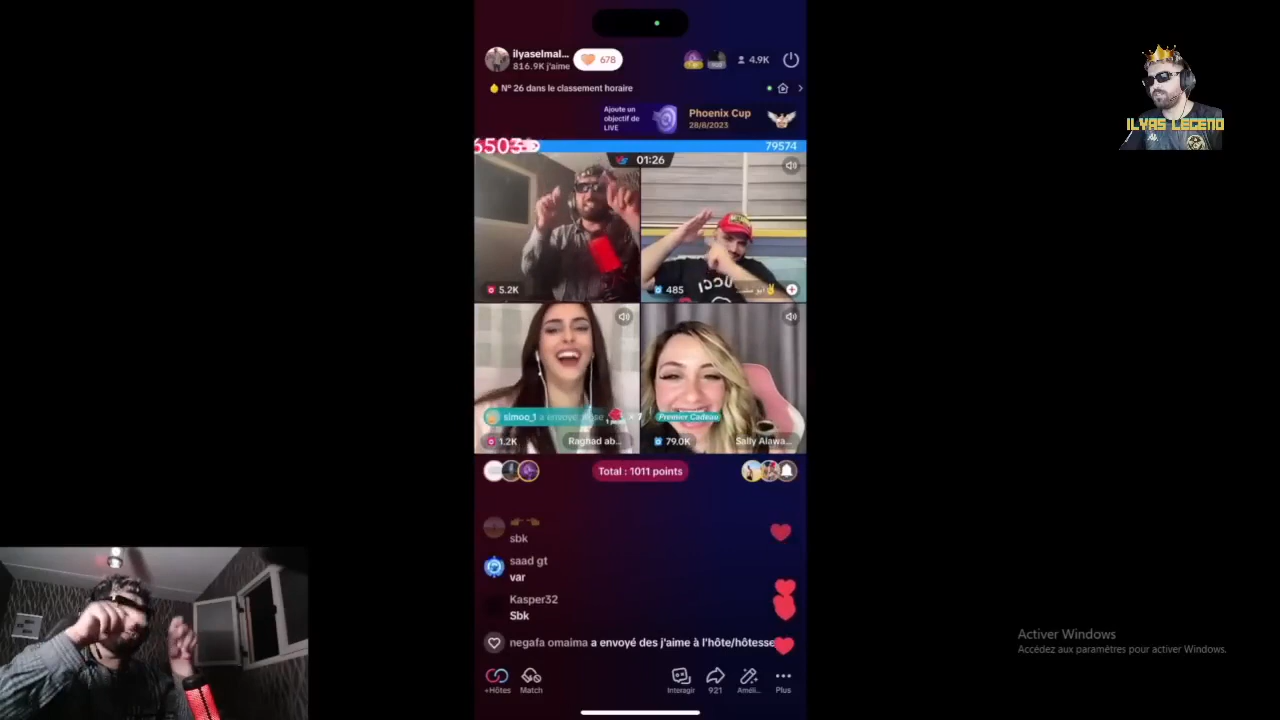 ilyaselmal...
816.9K j'aime
678
4.9K
N° 26 dans le classement horaire
Ajoute un
objectif de
LIVE
Phoenix Cup
28/8/2023
79574
01:26
5.2K
485
simoo_1 a envoyé
Premier Cadeau
1.2K
Raghad ab...
79.0K
Sally Alawa...
Total : 1011 points
sbk
saad gt
var
Kasper32
Sbk
negafa omaima a envoyé des j'aime à l'hôte/hôtesse
+Hôtes
Match
Interagir
921
Améli...
Plus
ILYAS LEGEND
Activer Windows
Accédez aux paramètres pour activer Windows.